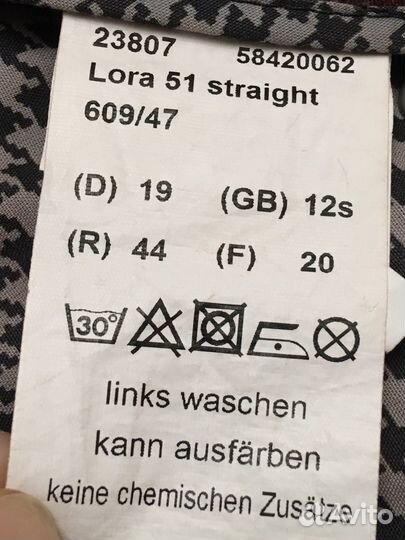 23807 58420062
Lora 51 straight
609/47
(D) 19 (GB) 12s
(R) 44 (F) 20
30°
links waschen
kann ausfärben
keine chemischen Zusätze
Avito